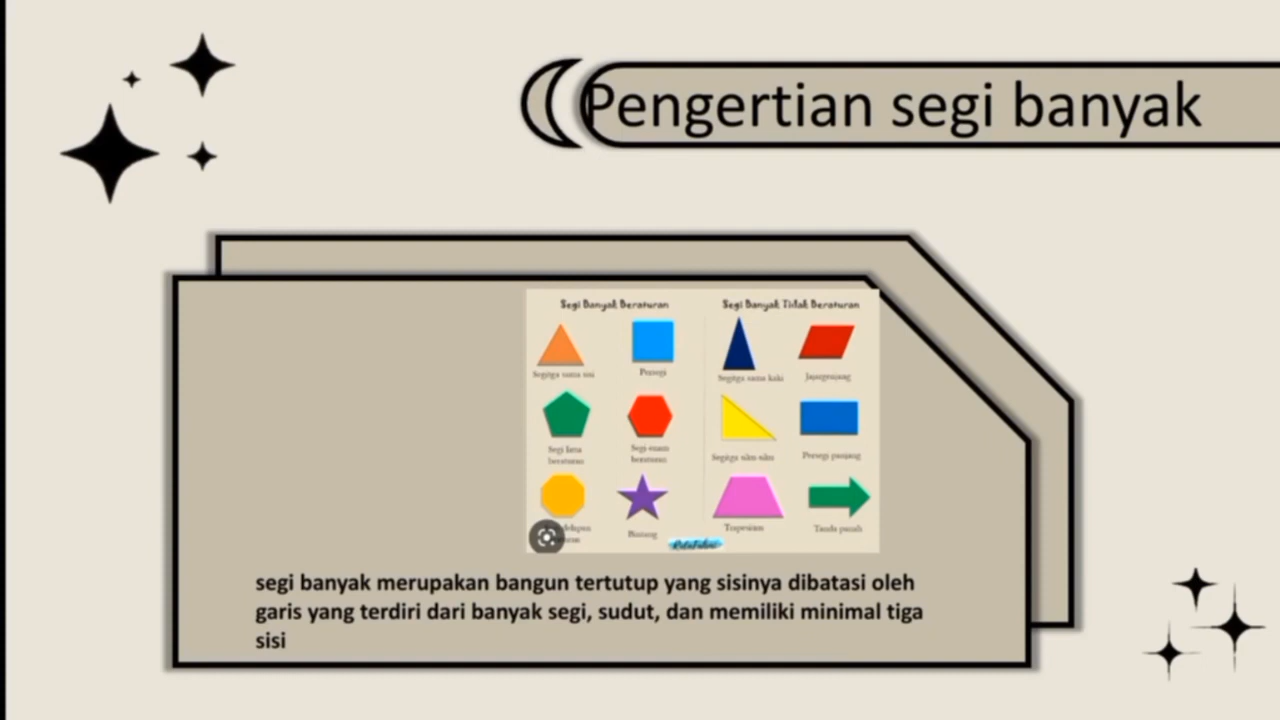 Pengertian segi banyak
Segi Banyak Beraturan
Segi Banyak Tidak Beraturan
Segitiga sama sisi
Persegi
Segitiga sama kaki
Jajargenjang
Segi lima
beraturan
Segi enam
beraturan
Segitiga siku-siku
Persegi panjang
delapan
Bintang
Trapesium
Tanda panah
segi banyak merupakan bangun tertutup yang sisinya dibatasi oleh
garis yang terdiri dari banyak segi, sudut, dan memiliki minimal tiga
sisi